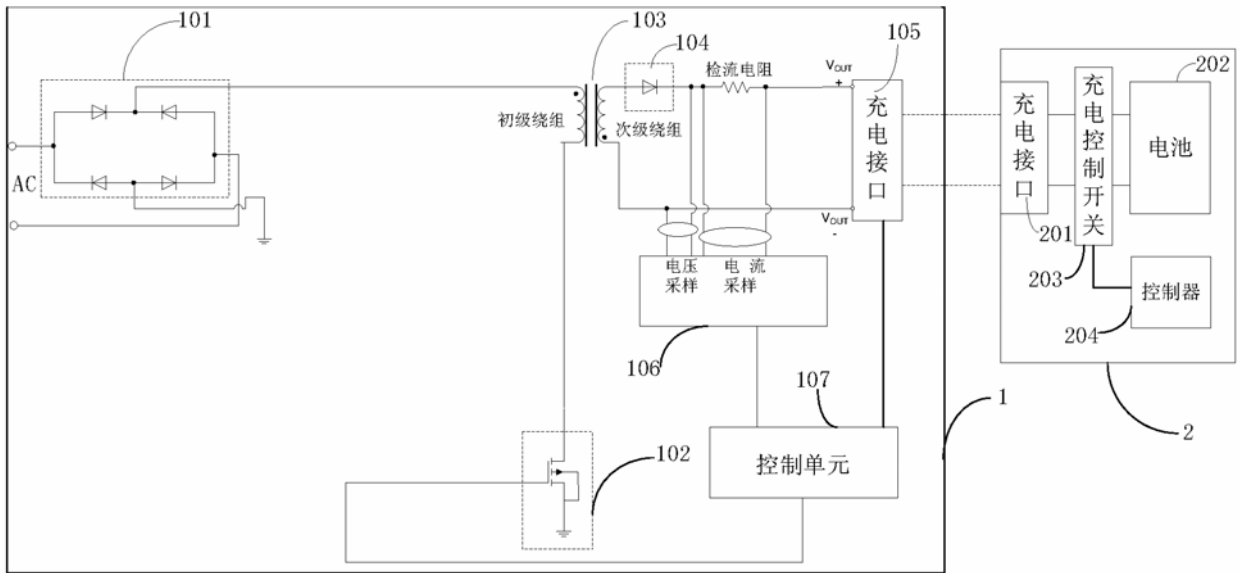 101
AC
初级绕组
103
次级绕组
104
检流电阻
VOUT
+
105
充电接口
VOUT
-
电压
采样
电 流
采样
106
107
控制单元
102
1
充电接口
201
充电控制开关
203
202
电池
控制器
204
2